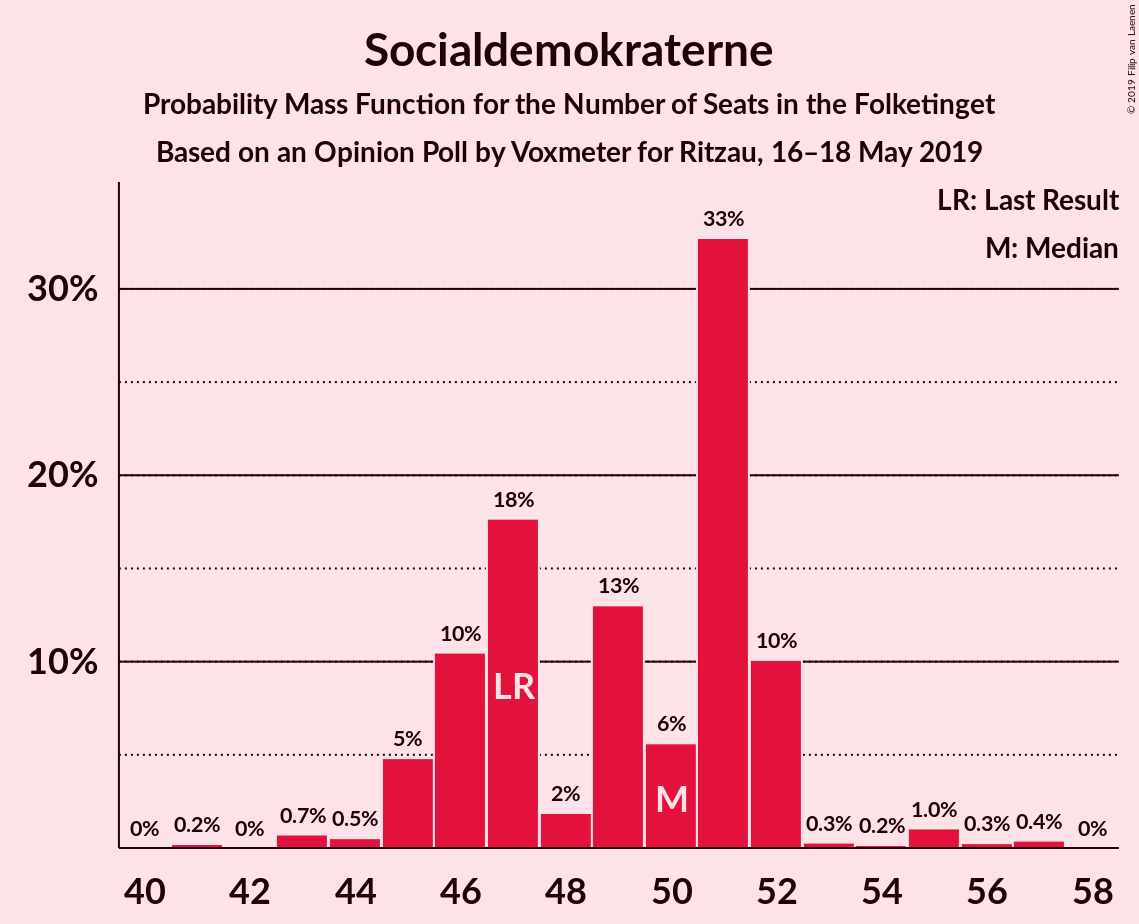 Socialdemokraterne
Probability Mass Function for the Number of Seats in the Folketinget
Based on an Opinion Poll by Voxmeter for Ritzau, 16–18 May 2019
© 2019 Filip van Laenen
LR: Last Result
M: Median
30%
20%
10%
0%
0.2%
0%
0.7%
0.5%
5%
10%
18%
2%
13%
6%
33%
10%
0.3%
0.2%
1.0%
0.3%
0.4%
0%
LR
M
40 42 44 46 48 50 52 54 56 58